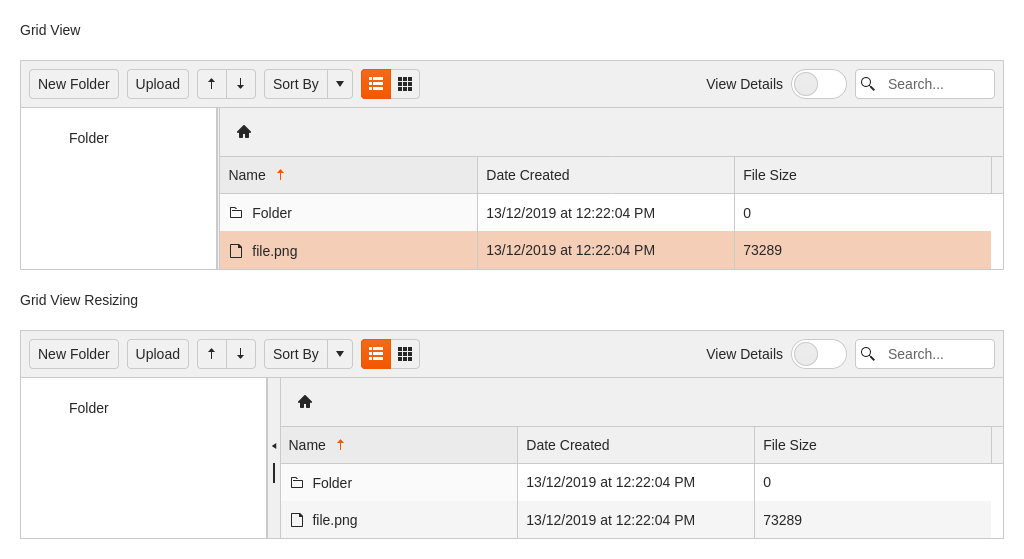 Grid View
New Folder Upload Sort By View Details Search...
Folder
Name Date Created File Size
Folder 13/12/2019 at 12:22:04 PM 0
file.png 13/12/2019 at 12:22:04 PM 73289
Grid View Resizing
New Folder Upload Sort By View Details Search...
Folder
Name Date Created File Size
Folder 13/12/2019 at 12:22:04 PM 0
file.png 13/12/2019 at 12:22:04 PM 73289